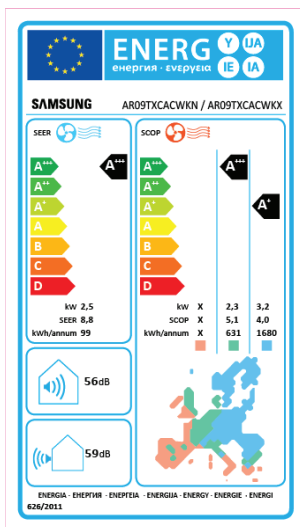 ENERG Y IJA
енергия · ενεργεια IE IA
SAMSUNG AR09TXCACWKN / AR09TXCACWKX
SEER SCOP
A+++ A+++ A+++ A+++
A++ A++
A+ A+ A+
A A
B B
C C
D D
kW 2,5 kW X 2,3 3,2
SEER 8,8 SCOP X 5,1 4,0
kWh/annum 99 kWh/annum X 631 1680
56dB
59dB
ENERGIA · ЕНЕРГИЯ · ΕΝΕΡΓΕΙΑ · ENERGIJA · ENERGY · ENERGIE · ENERGI
626/2011